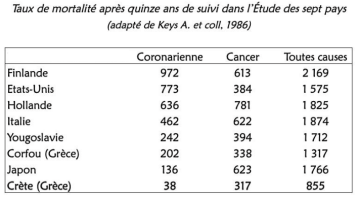 Taux de mortalité après quinze ans de suivi dans l'Étude des sept pays
(adapté de Keys A. et coll, 1986)
Coronarienne Cancer Toutes causes
Finlande 972 613 2 169
Etats-Unis 773 384 1 575
Hollande 636 781 1 825
Italie 462 622 1 874
Yougoslavie 242 394 1 712
Corfou (Grèce) 202 338 1 317
Japon 136 623 1 766
Crète (Grèce) 38 317 855